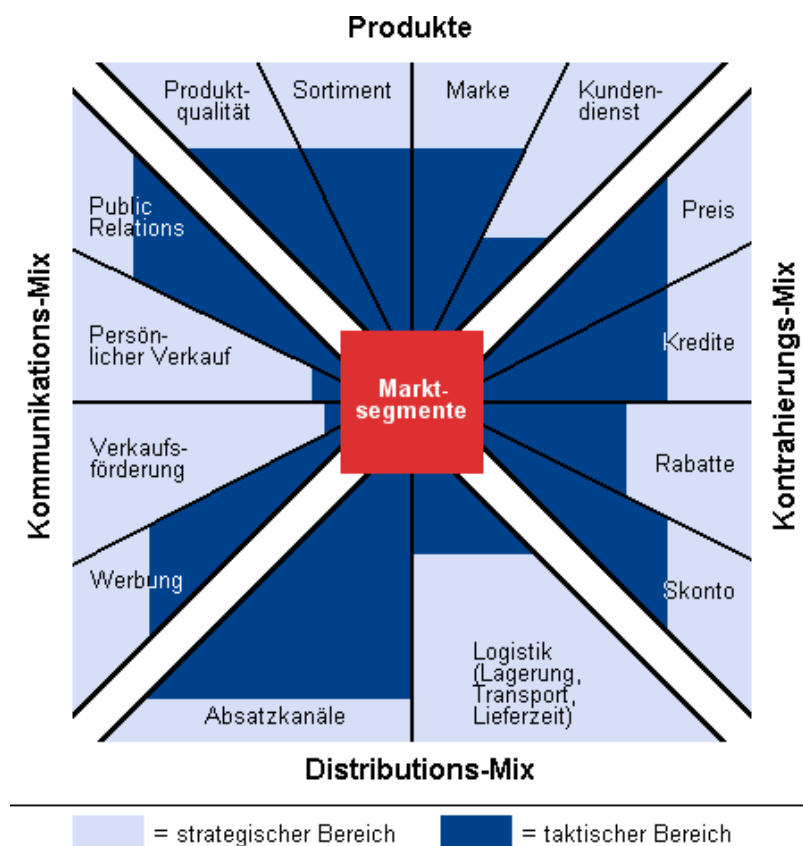 Produkte
Produkt-
qualität
Sortiment
Marke
Kunden-
dienst
Public
Relations
Preis
Kommunikations-Mix
Persön-
licher Verkauf
Markt-
segmente
Kredite
Kontrahierungs-Mix
Verkaufs-
förderung
Rabatte
Werbung
Skonto
Absatzkanäle
Logistik
(Lagerung,
Transport,
Lieferzeit)
Distributions-Mix
= strategischer Bereich
= taktischer Bereich